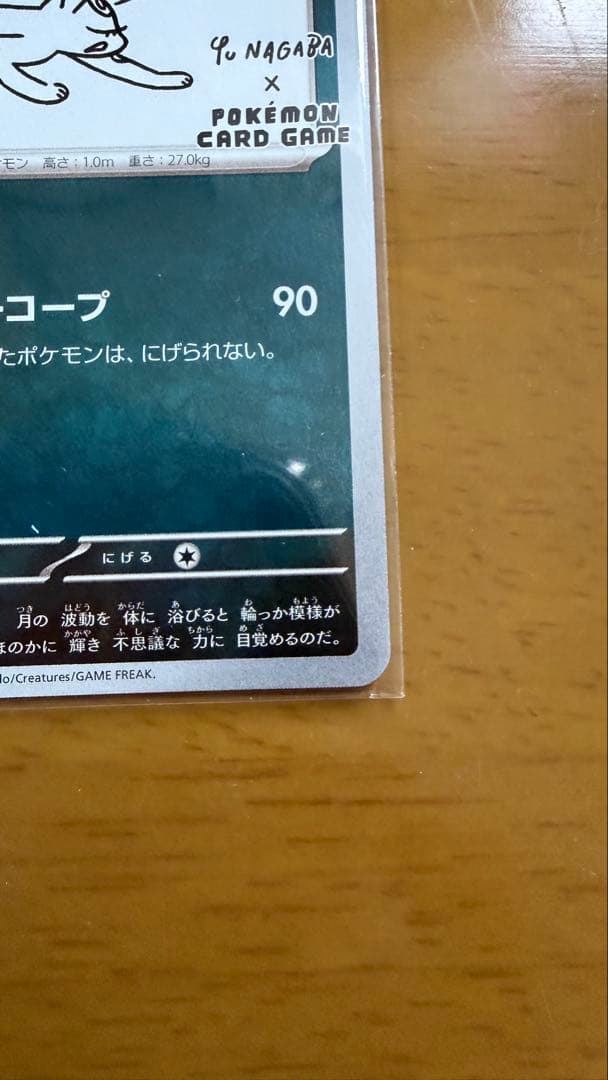 Yu NAGABA
×
POKÉMON
CARD GAME
モン 高さ:1.0m 重さ:27.0kg
コープ 90
たポケモンは、にげられない。
にげる
月の 波動を 体に 浴びると 輪っか模様が
ほのかに 輝き 不思議な 力に 目覚めるのだ。
do/Creatures/GAME FREAK.